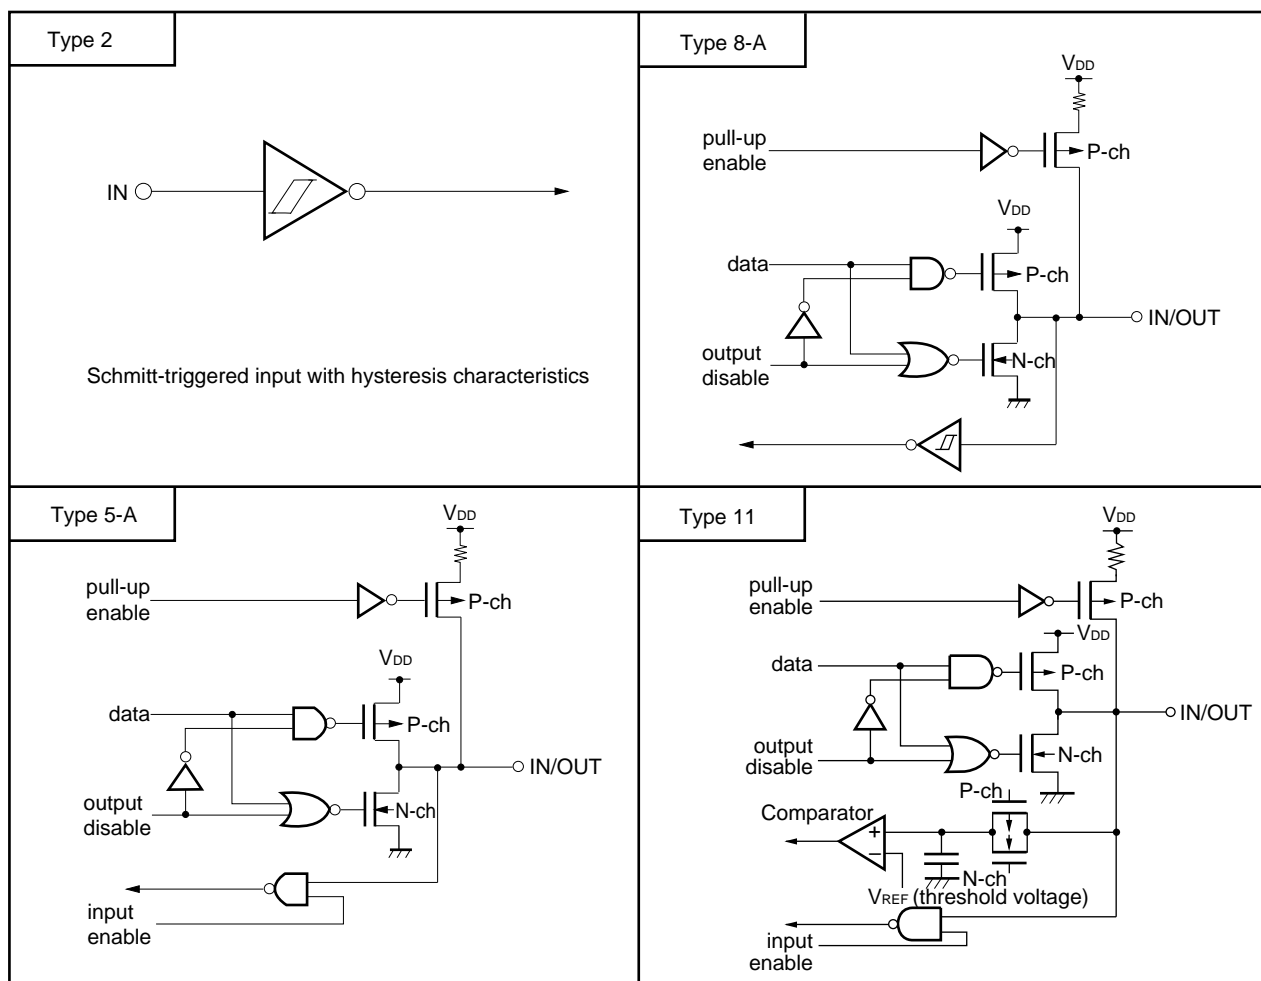 Type 2
IN
Schmitt-triggered input with hysteresis characteristics
Type 8-A
VDD
pull-up
enable
P-ch
VDD
data
P-ch
IN/OUT
output
disable
N-ch
Type 5-A
VDD
pull-up
enable
P-ch
VDD
data
P-ch
IN/OUT
output
disable
N-ch
input
enable
Type 11
VDD
pull-up
enable
P-ch
VDD
data
P-ch
IN/OUT
output
disable
N-ch
P-ch
Comparator
+
−
N-ch
VREF (threshold voltage)
input
enable